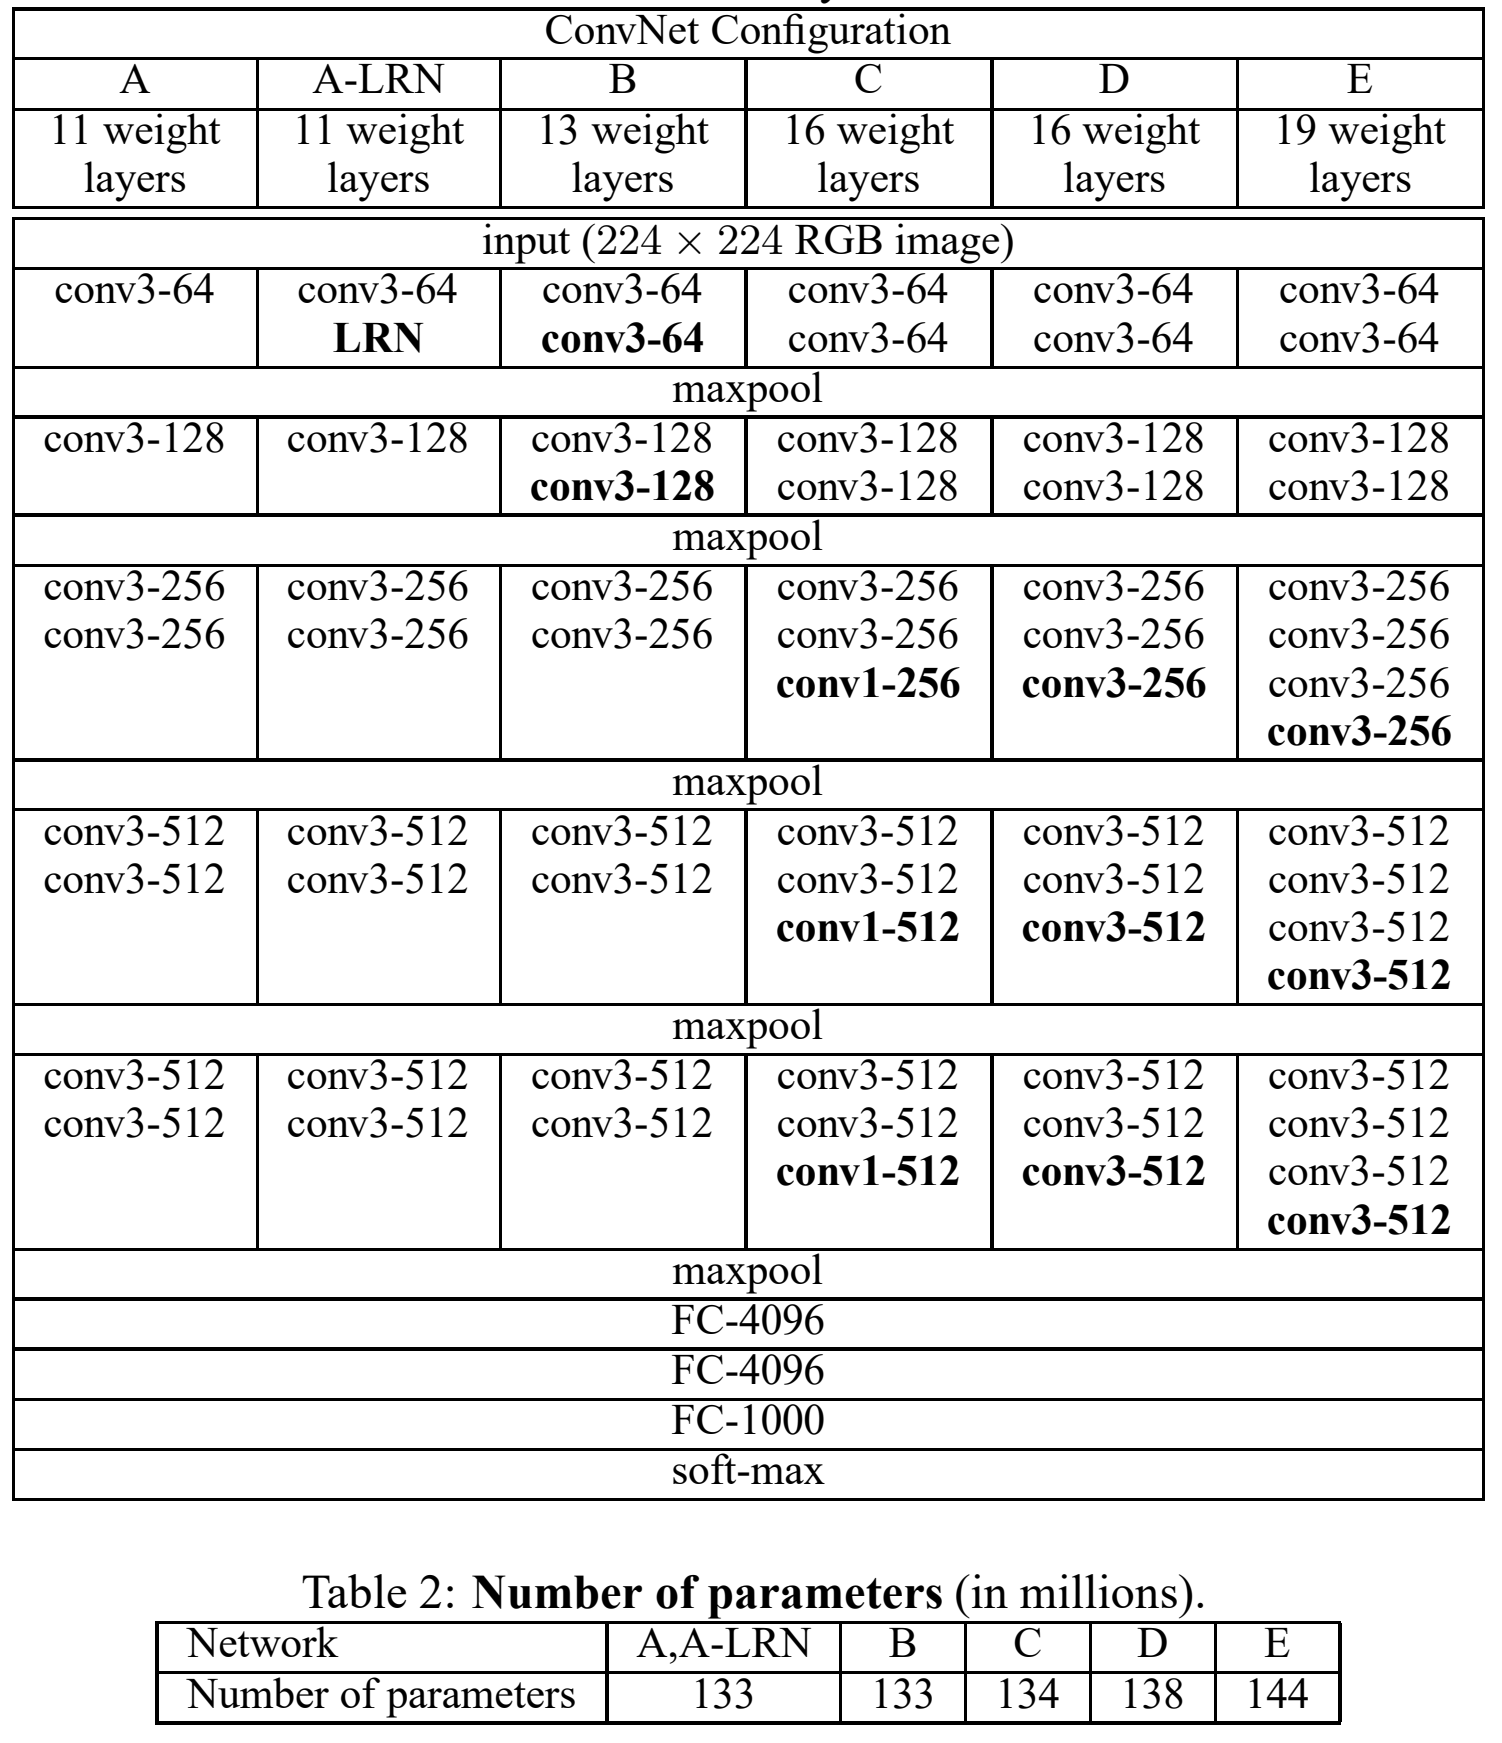 ConvNet Configuration
A A-LRN B C D E
11 weight layers 11 weight layers 13 weight layers 16 weight layers 16 weight layers 19 weight layers
input (224 × 224 RGB image)
conv3-64 conv3-64 conv3-64 conv3-64 conv3-64 conv3-64
LRN conv3-64 conv3-64 conv3-64 conv3-64
maxpool
conv3-128 conv3-128 conv3-128 conv3-128 conv3-128 conv3-128
conv3-128 conv3-128 conv3-128 conv3-128
maxpool
conv3-256 conv3-256 conv3-256 conv3-256 conv3-256 conv3-256
conv3-256 conv3-256 conv3-256 conv3-256 conv3-256 conv3-256
conv1-256 conv3-256 conv3-256
conv3-256
maxpool
conv3-512 conv3-512 conv3-512 conv3-512 conv3-512 conv3-512
conv3-512 conv3-512 conv3-512 conv3-512 conv3-512 conv3-512
conv1-512 conv3-512 conv3-512
conv3-512
maxpool
conv3-512 conv3-512 conv3-512 conv3-512 conv3-512 conv3-512
conv3-512 conv3-512 conv3-512 conv3-512 conv3-512 conv3-512
conv1-512 conv3-512 conv3-512
conv3-512
maxpool
FC-4096
FC-4096
FC-1000
soft-max
Table 2: Number of parameters (in millions).
Network A,A-LRN B C D E
Number of parameters 133 133 134 138 144